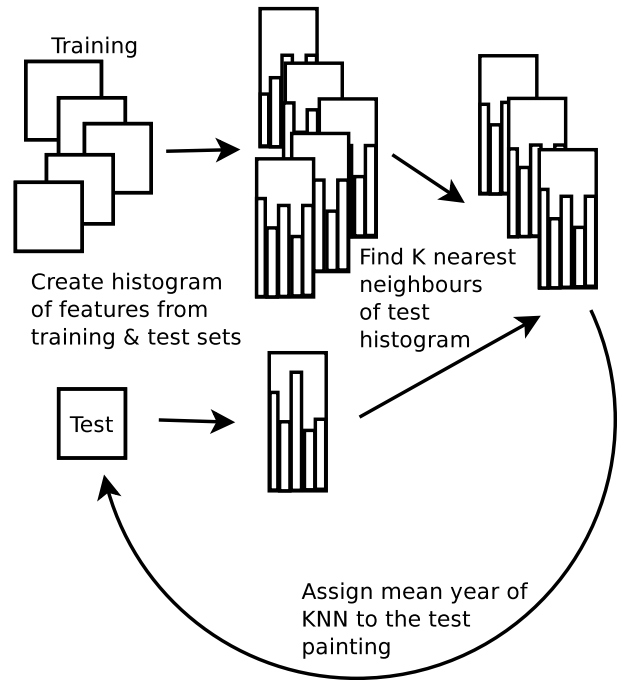 Training
Create histogram
of features from
training & test sets
Find K nearest
neighbours
of test
histogram
Test
Assign mean year of
KNN to the test
painting